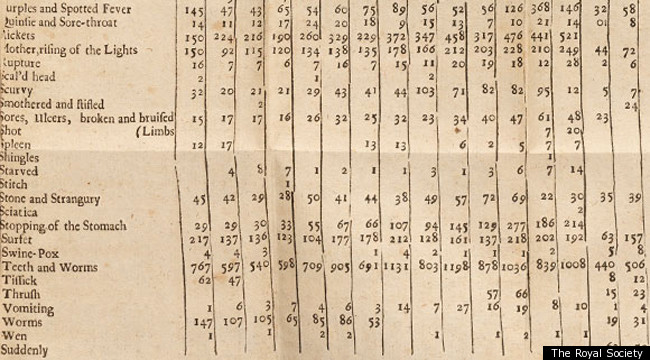 urples and Spotted Fever 145 47 43 65 54 60 75 89 56 52 56 126 368 146 32 58
uinsie and Sore-throat 14 11 12 17 24 20 18 9 15 13 7 10 21 14 01 8
ickets 150 224 216 190 260 329 229 372 347 458 317 476 441 521
other, rising of the Lights 150 92 115 120 134 138 135 178 166 212 203 228 210 249 44 72
upture 16 7 7 6 7 16 7 15 11 20 19 18 12 28 2 6
cal'd head 2 1 2
curvy 32 20 21 21 29 43 41 44 103 71 82 82 95 12 5 7
mothered and stifled 2 24
ores, Ulcers, broken and bruised 15 17 17 16 26 32 25 32 23 34 40 47 61 48 23
Shot (Limbs 7 20
pleen 12 17 13 13 6 2 5 7 7
Shingles 1
Starved 4 8 7 1 2 1 1 3 1 3 6 7 14
Stitch 1
Stone and Strangury 45 42 29 28 50 41 44 38 49 57 72 69 22 30 35 39
Sciatica 2
Stopping of the Stomach 29 29 30 33 55 67 66 107 94 145 129 277 186 214
Surfet 217 137 136 123 104 177 178 212 128 161 137 218 202 192 63 157
Swine-Pox 4 4 3 1 4 2 1 1 1 2 5 8
Teeth and Worms 767 597 540 598 709 905 691 1131 803 1198 878 1036 839 1008 440 506
Tissick 62 47 8 12
Thrush 57 66 15 23
Vomiting 1 6 3 7 4 6 3 14 7 27 16 19 8 10 1 4
Worms 147 107 105 65 85 86 53 19 31
Wen 1 1 2 2 1 1 2 1 1
Suddenly
The Royal Society